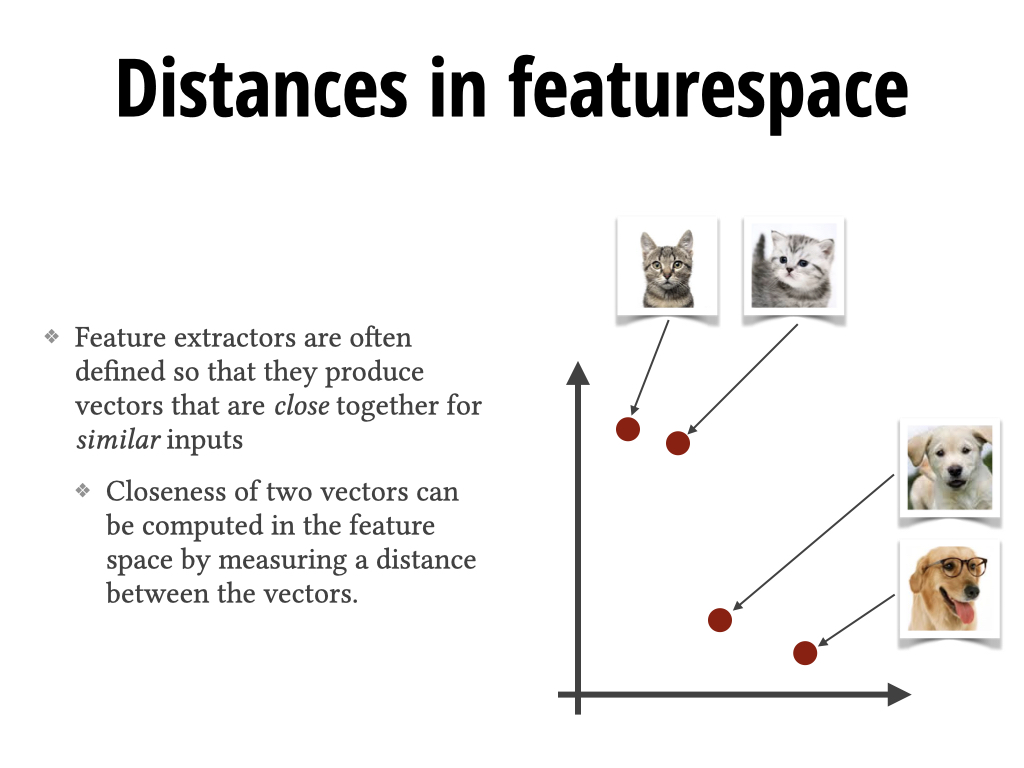 Distances in featurespace
❖ Feature extractors are often
defined so that they produce
vectors that are close together for
similar inputs
❖ Closeness of two vectors can
be computed in the feature
space by measuring a distance
between the vectors.